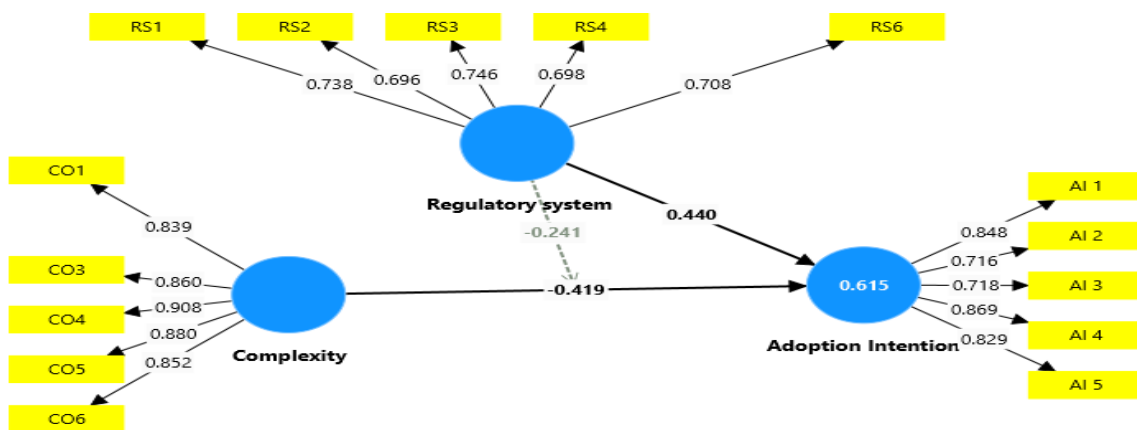 RS1
RS2
RS3
RS4
RS6
0.738
0.696
0.746
0.698
0.708
Regulatory system
-0.241
0.440
CO1
CO3
CO4
CO5
CO6
0.839
0.860
0.908
0.880
0.852
Complexity
-0.419
0.615
Adoption Intention
0.848
0.716
0.718
0.869
0.829
AI 1
AI 2
AI 3
AI 4
AI 5